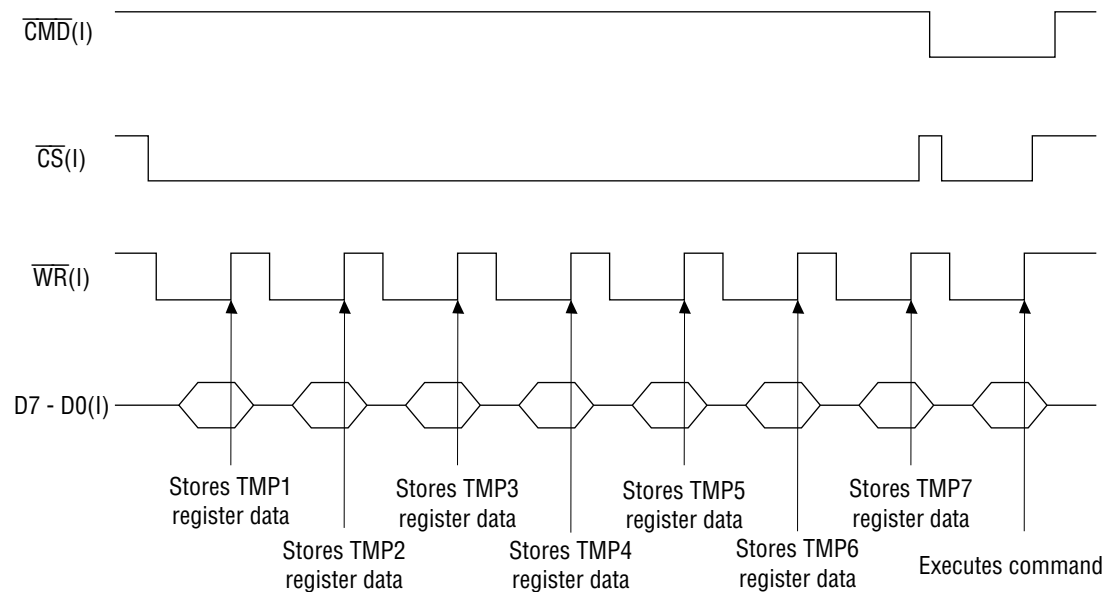 CMD(I)
CS(I)
WR(I)
D7 - D0(I)
Stores TMP1
register data
Stores TMP3
register data
Stores TMP5
register data
Stores TMP7
register data
Stores TMP2
register data
Stores TMP4
register data
Stores TMP6
register data
Executes command